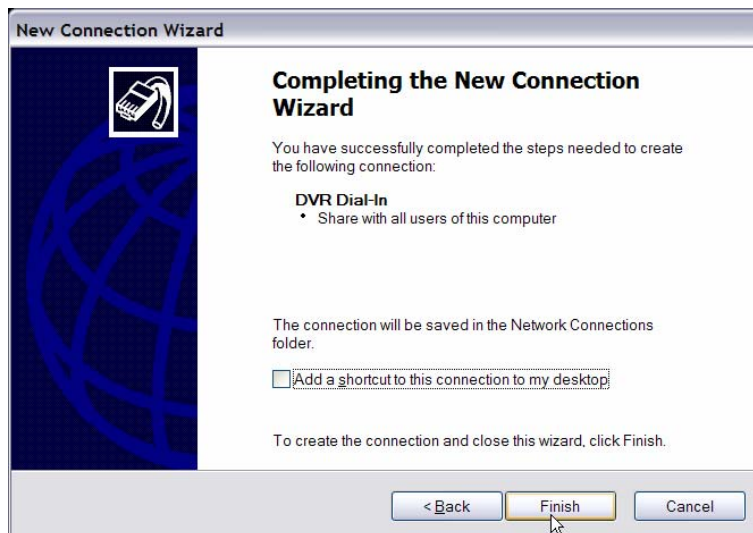 New Connection Wizard
Completing the New Connection
Wizard
You have successfully completed the steps needed to create
the following connection:
DVR Dial-In
• Share with all users of this computer
The connection will be saved in the Network Connections
folder.
Add a shortcut to this connection to my desktop
To create the connection and close this wizard, click Finish.
< Back Finish Cancel